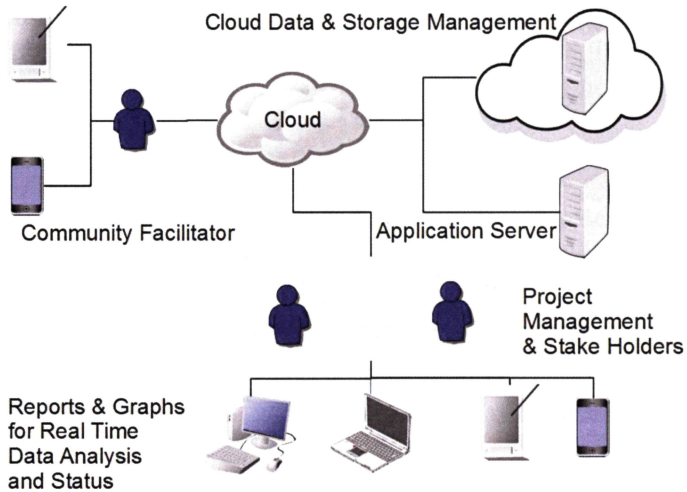 Cloud Data & Storage Management
Cloud
Community Facilitator
Application Server
Project
Management
& Stake Holders
Reports & Graphs
for Real Time
Data Analysis
and Status